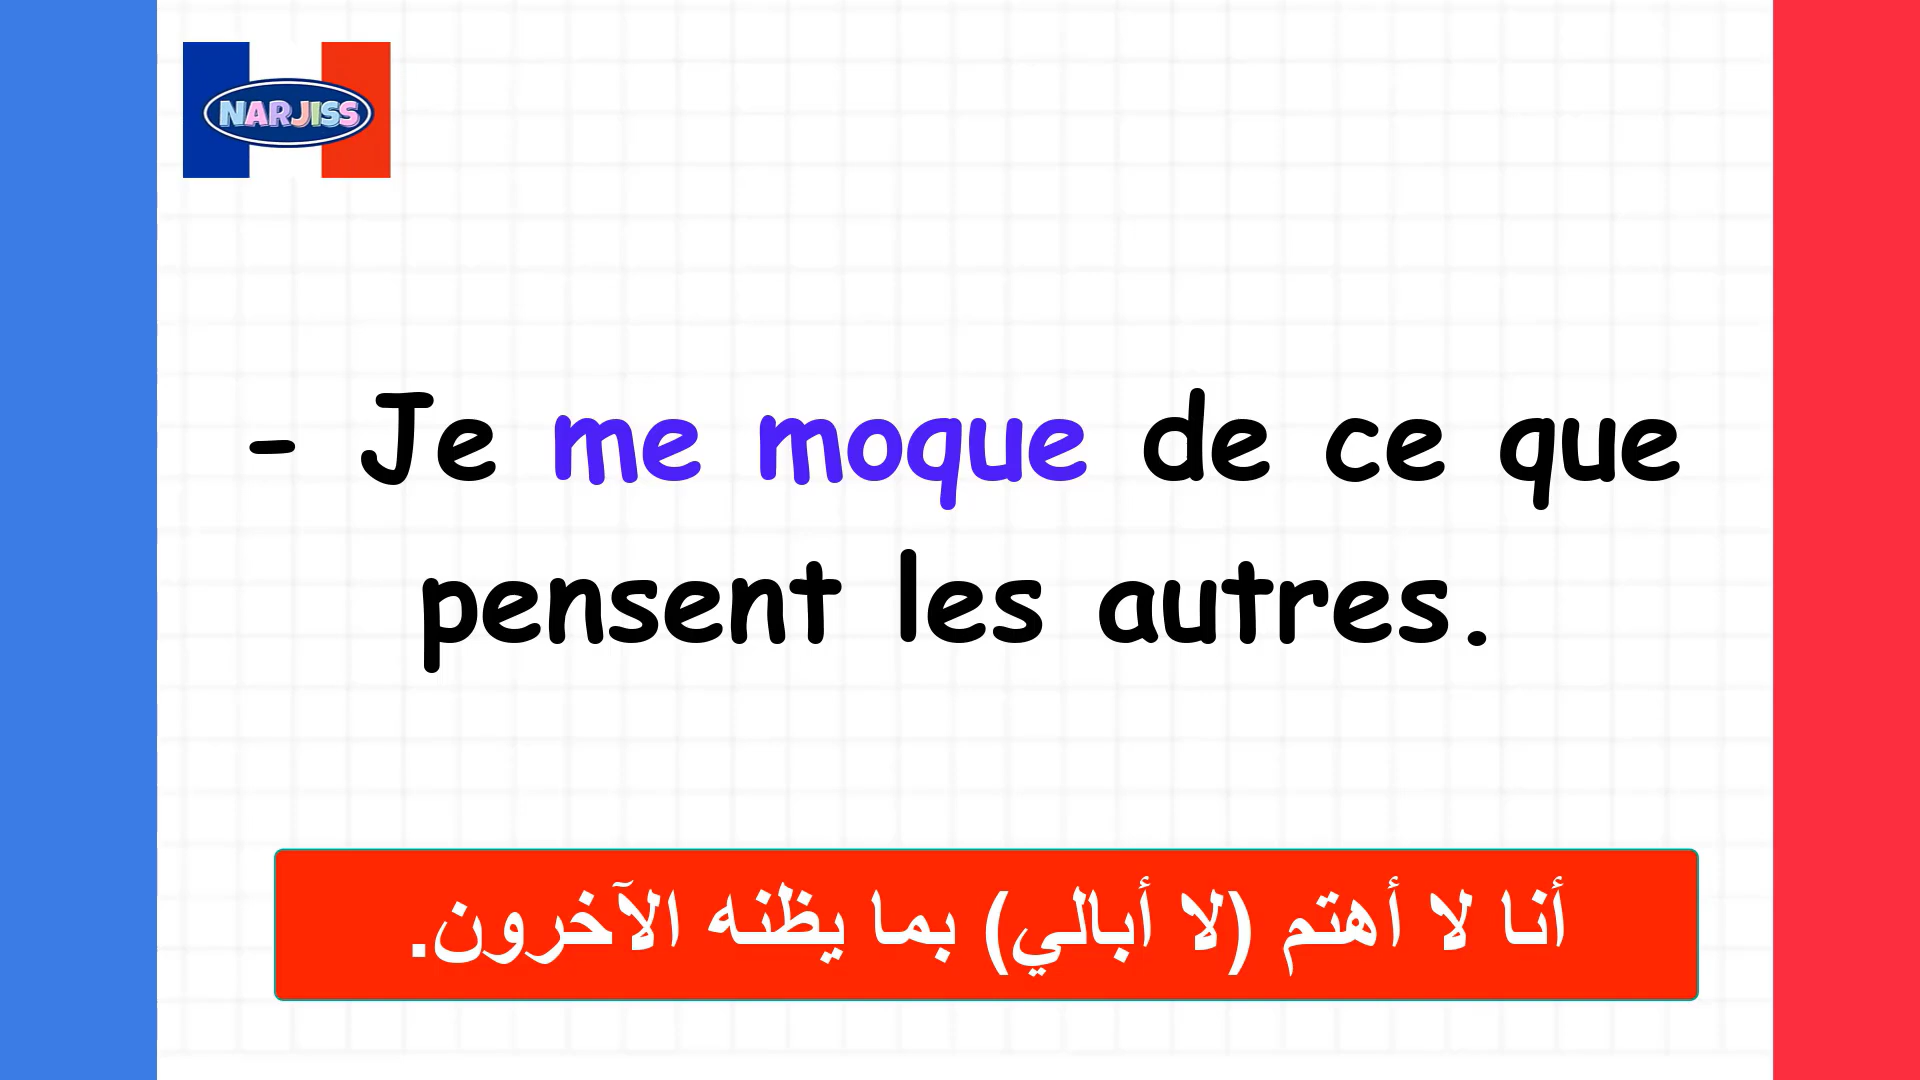 NARJISS
- Je me moque de ce que
pensent les autres.
أنا لا أهتم (لا أبالي) بما يظنه الآخرون.